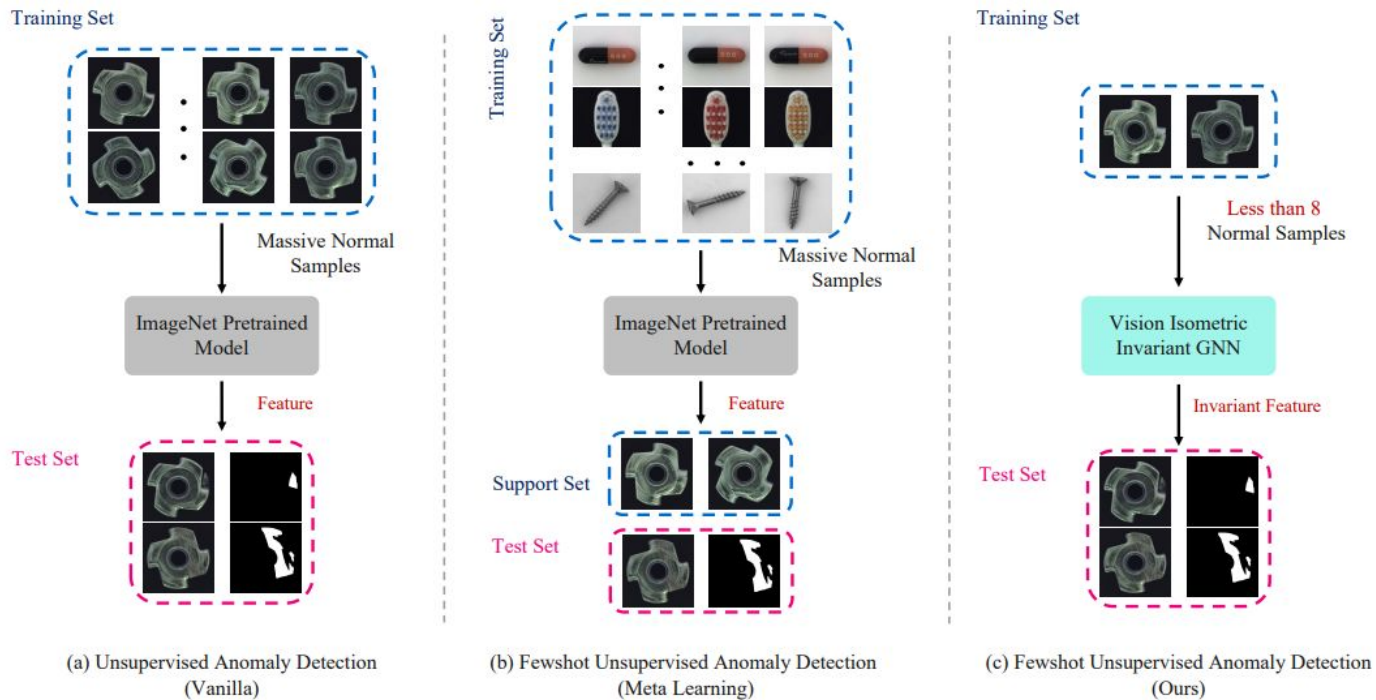 Training Set
Massive Normal
Samples
ImageNet Pretrained
Model
Feature
Test Set
(a) Unsupervised Anomaly Detection
(Vanilla)
Training Set
Massive Normal
Samples
ImageNet Pretrained
Model
Feature
Support Set
Test Set
(b) Fewshot Unsupervised Anomaly Detection
(Meta Learning)
Training Set
Less than 8
Normal Samples
Vision Isometric
Invariant GNN
Invariant Feature
Test Set
(c) Fewshot Unsupervised Anomaly Detection
(Ours)